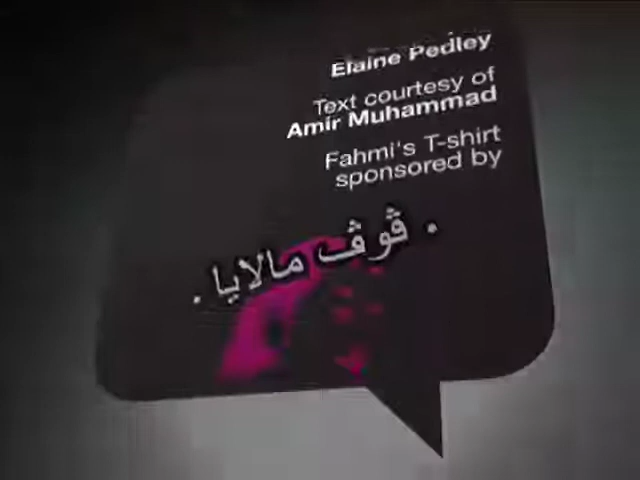 Elaine Pedley
Text courtesy of
Amir Muhammad
Fahmi's T-shirt
sponsored by
. ڤوڤ مالايا .